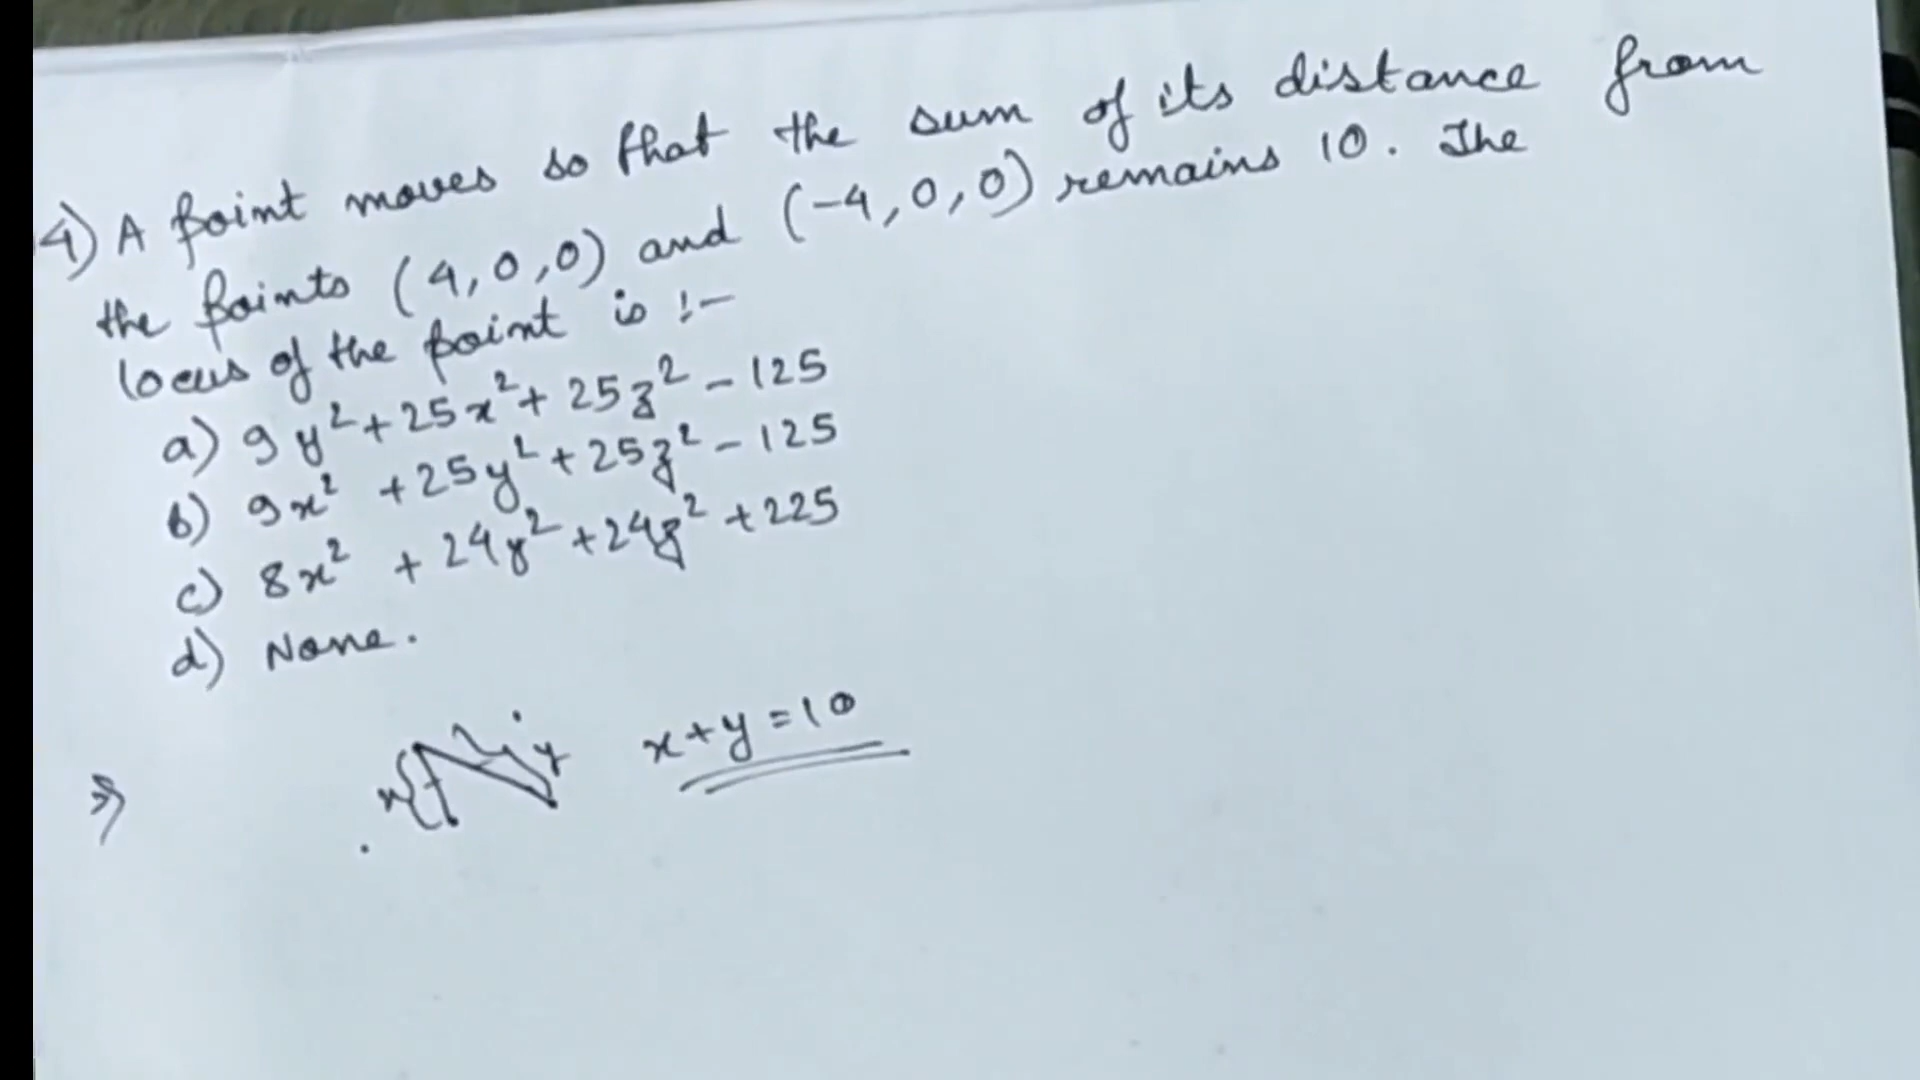 4) A point moves so that the sum of its distance from
the points (4,0,0) and (-4,0,0) remains 10. The
locus of the point is :-
a) 9y² + 25x² + 25z² - 125
b) 9x² + 25y² + 25z² - 125
c) 8x² + 24y² + 24z² + 225
d) None.
⇒ x y x+y=10